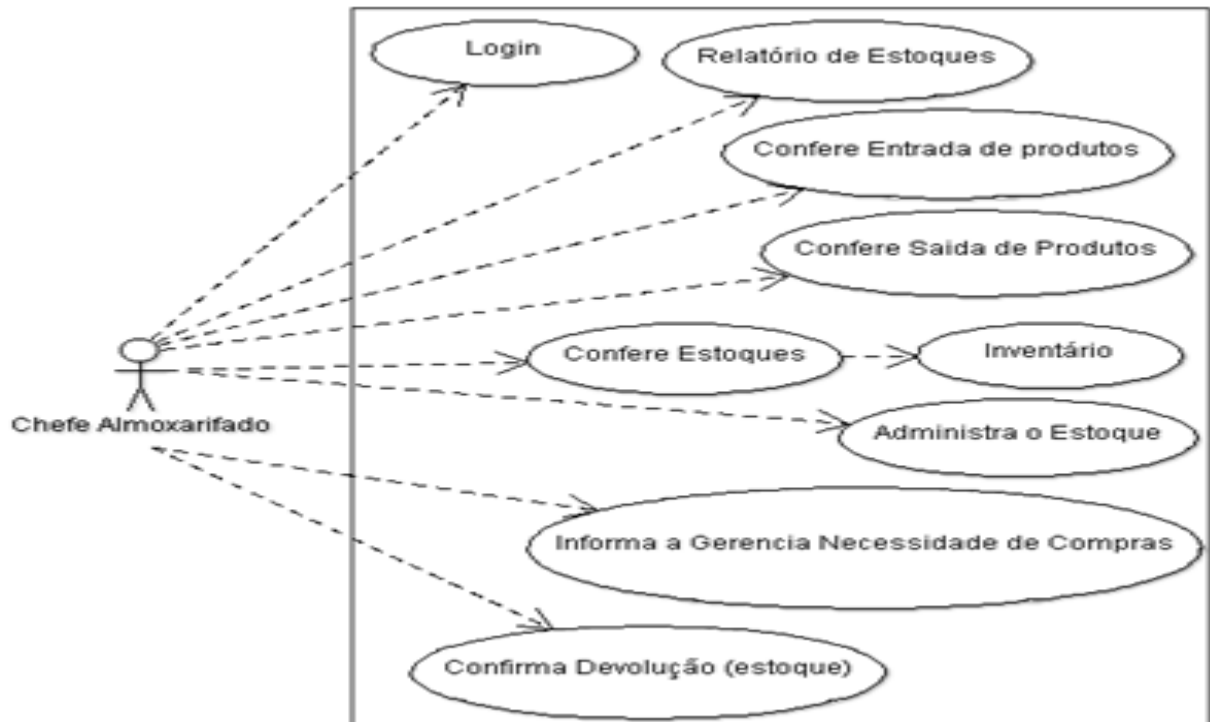 Login
Relatório de Estoques
Confere Entrada de produtos
Confere Saida de Produtos
Confere Estoques
Inventário
Chefe Almoxarifado
Administra o Estoque
Informa a Gerencia Necessidade de Compras
Confirma Devolução (estoque)